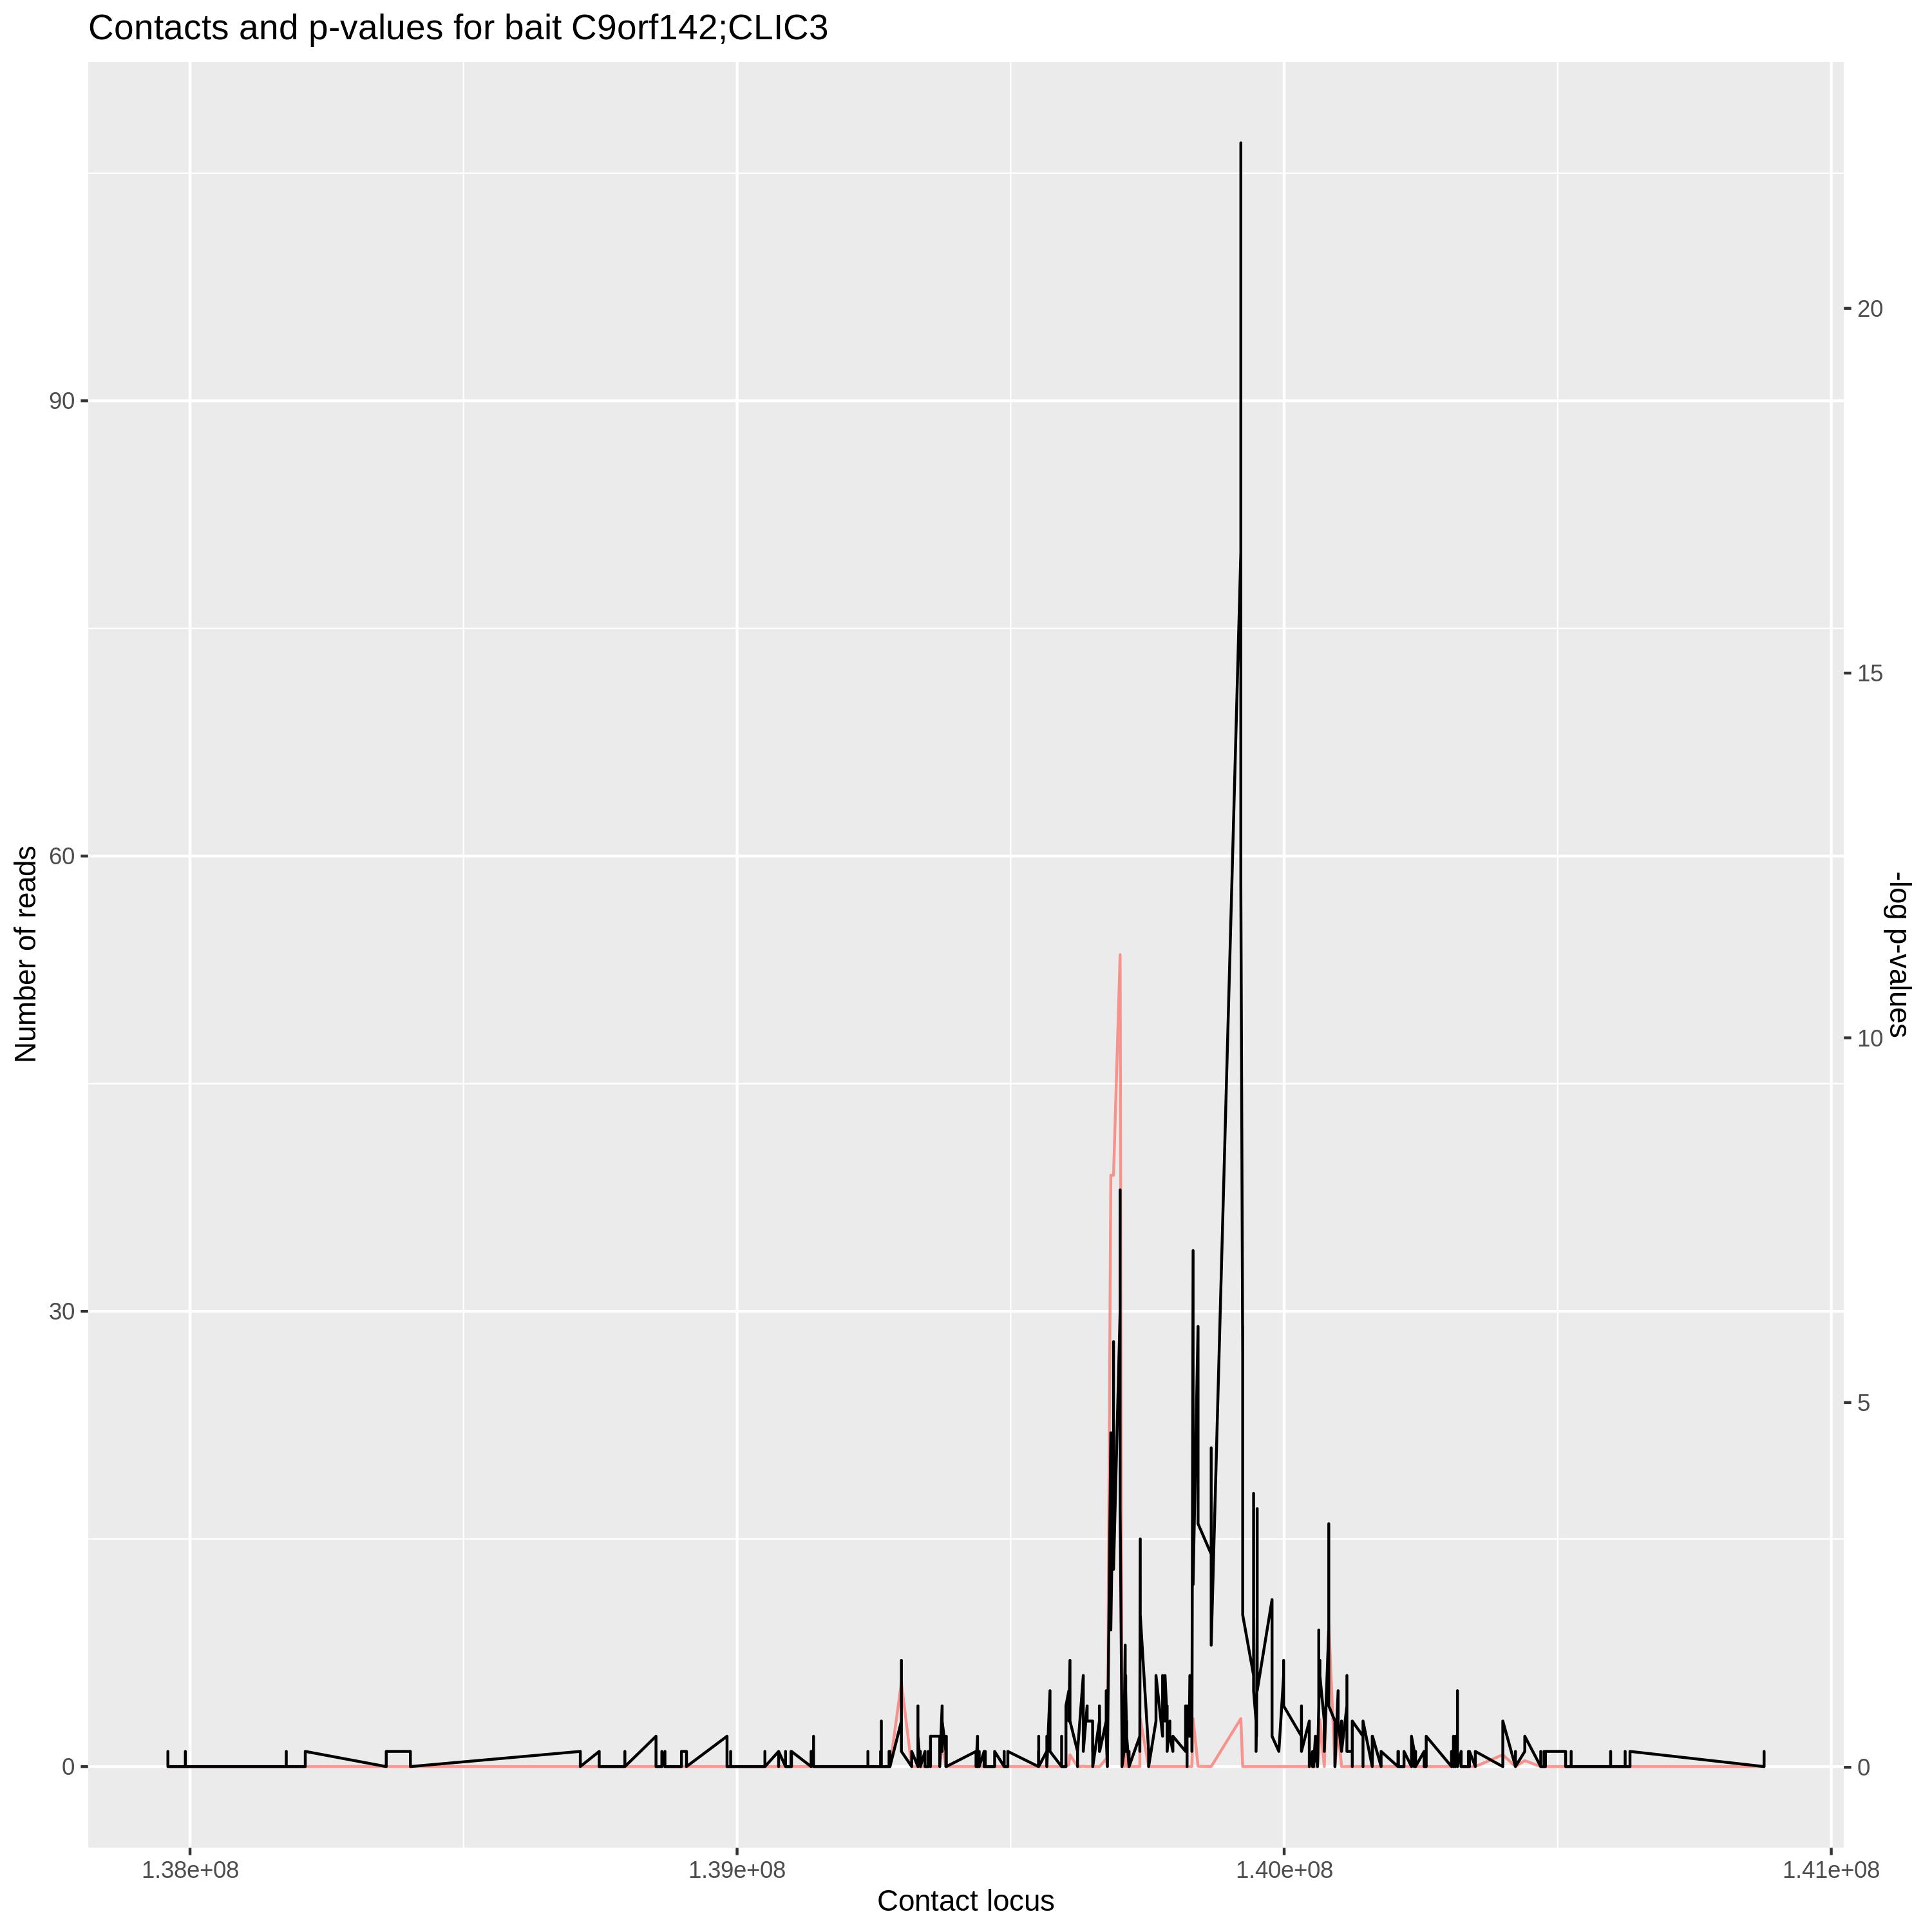 Contacts and p-values for bait C9orf142;CLIC3
Number of reads
90
60
30
0
20
15
10
5
0
-log p-values
1.38e+08
1.39e+08
1.40e+08
1.41e+08
Contact locus